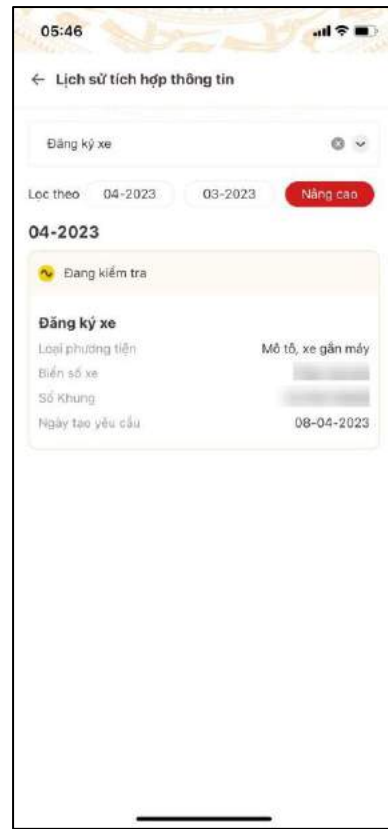 05:46
← Lịch sử tích hợp thông tin
Đăng ký xe
Lọc theo 04-2023 03-2023 Nâng cao
04-2023
Đang kiểm tra
Đăng ký xe
Loại phương tiện Mô tô, xe gắn máy
Biển số xe
Số Khung
Ngày tạo yêu cầu 08-04-2023